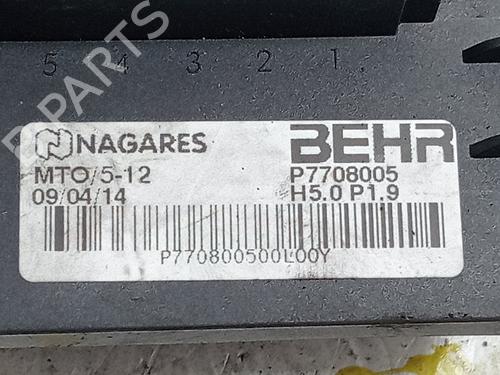 B-PARTS
5 4 3 2 1
NAGARES BEHR
MTO/5-12 P7708005
09/04/14 H5.0 P1.9
P770800500L00Y